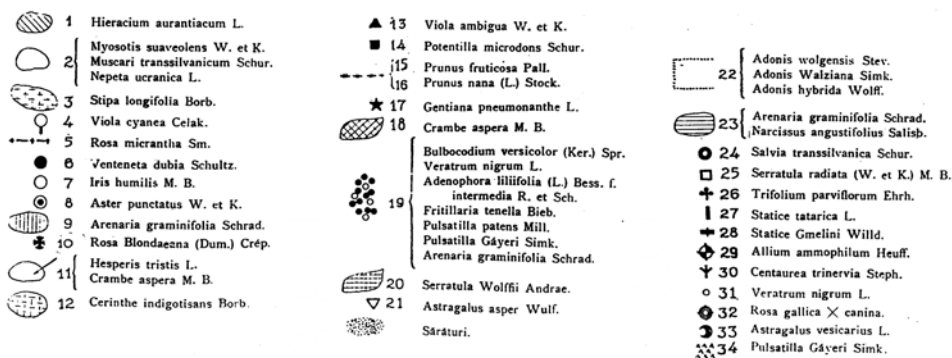 1 Hieracium aurantiacum L.
2 Myosotis suaveolens W. et K.
Muscari transsilvanicum Schur.
Nepeta ucranica L.
3 Stipa longifolia Borb.
4 Viola cyanea Celak.
5 Rosa micrantha Sm.
6 Venteneta dubia Schultz.
7 Iris humilis M. B.
8 Aster punctatus W. et K.
9 Arenaria graminifolia Schrad.
10 Rosa Blondaeana (Dum.) Crép.
11 Hesperis tristis L.
Crambe aspera M. B.
12 Cerinthe indigotisans Borb.
13 Viola ambigua W. et K.
14 Potentilla microdons Schur.
15 Prunus fruticosa Pall.
16 Prunus nana (L.) Stock.
17 Gentiana pneumonanthe L.
18 Crambe aspera M. B.
19 Bulbocodium versicolor (Ker.) Spr.
Veratrum nigrum L.
Adenophora liliifolia (L.) Bess. f.
intermedia R. et Sch.
Fritillaria tenella Bieb.
Pulsatilla patens Mill.
Pulsatilla Gáyeri Simk.
Arenaria graminifolia Schrad.
20 Serratula Wolffii Andrae.
21 Astragalus asper Wulf.
Sărături.
22 Adonis wolgensis Stev.
Adonis Walziana Simk.
Adonis hybrida Wolff.
23 Arenaria graminifolia Schrad.
Narcissus angustifolius Salisb.
24 Salvia transsilvanica Schur.
25 Serratula radiata (W. et K.) M. B.
26 Trifolium parviflorum Ehrh.
27 Statice tatarica L.
28 Statice Gmelini Willd.
29 Allium ammophilum Heuff.
30 Centaurea trinervia Steph.
31 Veratrum nigrum L.
32 Rosa gallica × canina.
33 Astragalus vesicarius L.
34 Pulsatilla Gáyeri Simk.